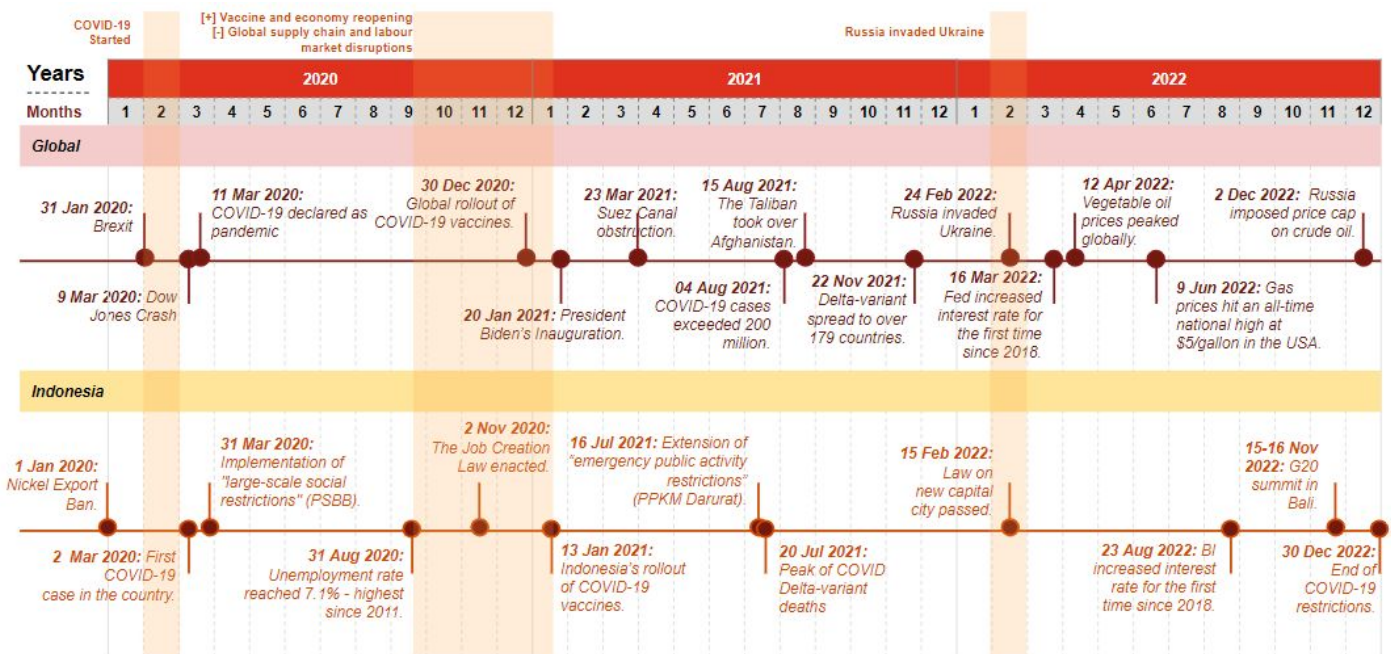 COVID-19
Started
[+] Vaccine and economy reopening
[-] Global supply chain and labour
market disruptions
Russia invaded Ukraine
Years
2020
2021
2022
Months
1 2 3 4 5 6 7 8 9 10 11 12 1 2 3 4 5 6 7 8 9 10 11 12 1 2 3 4 5 6 7 8 9 10 11 12
Global
31 Jan 2020:
Brexit
11 Mar 2020:
COVID-19 declared as
pandemic
30 Dec 2020:
Global rollout of
COVID-19 vaccines.
23 Mar 2021:
Suez Canal
obstruction.
15 Aug 2021:
The Taliban
took over
Afghanistan.
24 Feb 2022:
Russia invaded
Ukraine.
12 Apr 2022:
Vegetable oil
prices peaked
globally.
2 Dec 2022: Russia
imposed price cap
on crude oil.
9 Mar 2020: Dow
Jones Crash
20 Jan 2021: President
Biden's Inauguration.
04 Aug 2021:
COVID-19 cases
exceeded 200
million.
22 Nov 2021:
Delta-variant
spread to over
179 countries.
16 Mar 2022:
Fed increased
interest rate for
the first time
since 2018.
9 Jun 2022: Gas
prices hit an all-time
national high at
$5/gallon in the USA.
Indonesia
1 Jan 2020:
Nickel Export
Ban.
31 Mar 2020:
Implementation of
"large-scale social
restrictions" (PSBB).
2 Nov 2020:
The Job Creation
Law enacted.
16 Jul 2021: Extension of
"emergency public activity
restrictions"
(PPKM Darurat).
15 Feb 2022:
Law on
new capital
city passed.
15-16 Nov
2022: G20
summit in
Bali.
2 Mar 2020: First
COVID-19
case in the country.
31 Aug 2020:
Unemployment rate
reached 7.1% - highest
since 2011.
13 Jan 2021:
Indonesia's rollout
of COVID-19
vaccines.
20 Jul 2021:
Peak of COVID
Delta-variant
deaths
23 Aug 2022: BI
increased interest
rate for the first
time since 2018.
30 Dec 2022:
End of
COVID-19
restrictions.